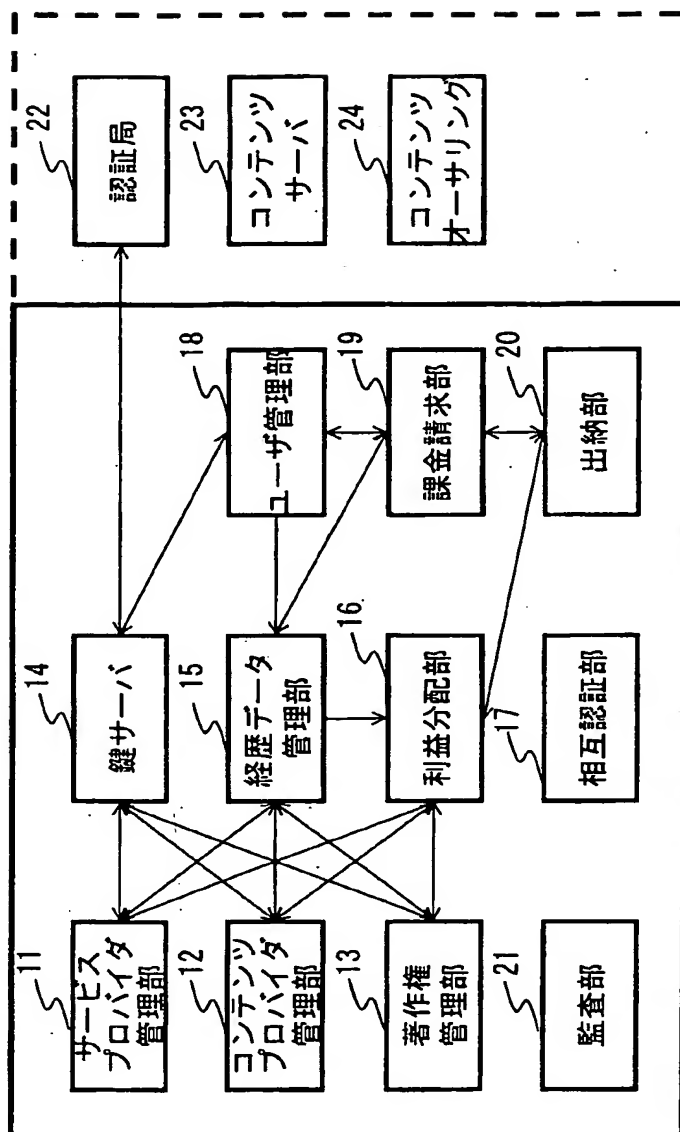 11
サービス
プロバイダ
管理部
12
コンテンツ
プロバイダ
管理部
13
著作権
管理部
21
監査部
14
鍵サーバ
15
経歴データ
管理部
16
利益分配部
17
相互認証部
18
ユーザ管理部
19
課金請求部
20
出納部
22
認証局
23
コンテンツ
サーバ
24
コンテンツ
オーサリング